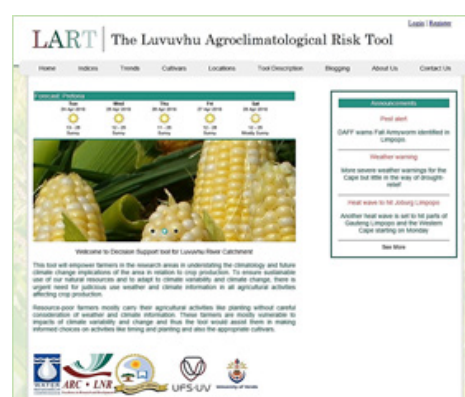 Login | Register
LART | The Luvuvhu Agroclimatological Risk Tool
Home Indices Trends Cultivars Locations Tool Description Blogging About Us Contact Us
Forecast: Pretoria
Tue Wed Thu Fri Sat
Sunny Sunny Sunny Sunny Mostly Sunny
Announcements
Pest alert
DAFF warns Fall Armyworm identified in
Limpopo.
Weather warning
More severe weather warnings for the
Cape but little in the way of drought-
relief
Heat wave to hit Joburg Limpopo
Another heat wave is set to hit parts of
Gauteng Limpopo and the Western
Cape starting on Monday
See More
Welcome to Decision Support tool for Luvuvhu River Catchment
This tool will empower farmers in the research areas in understanding the climatology and future
climate change implications of the area in relation to crop production. To ensure sustainable
use of our natural resources and to adapt to climate variability and climate change, there is
urgent need for judicious use weather and climate information in all agricultural activities
affecting crop production.
Resource-poor farmers mostly carry their agricultural activities like planting without careful
consideration of weather and climate information. These farmers are mostly vulnerable to
impacts of climate variability and change and thus the tool would assist them in making
informed choices on activities like timing and planting and also the appropriate cultivars.
WATER
ARC • LNR
UFS·UV
University of Venda